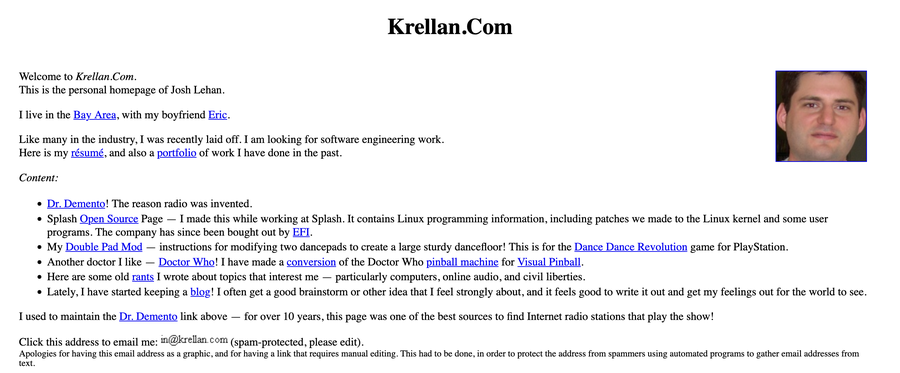 Krellan.Com
Welcome to Krellan.Com.
This is the personal homepage of Josh Lehan.
I live in the Bay Area, with my boyfriend Eric.
Like many in the industry, I was recently laid off. I am looking for software engineering work.
Here is my résumé, and also a portfolio of work I have done in the past.
Content:
• Dr. Demento! The reason radio was invented.
• Splash Open Source Page — I made this while working at Splash. It contains Linux programming information, including patches we made to the Linux kernel and some user
programs. The company has since been bought out by EFI.
• My Double Pad Mod — instructions for modifying two dancepads to create a large sturdy dancefloor! This is for the Dance Dance Revolution game for PlayStation.
• Another doctor I like — Doctor Who! I have made a conversion of the Doctor Who pinball machine for Visual Pinball.
• Here are some old rants I wrote about topics that interest me — particularly computers, online audio, and civil liberties.
• Lately, I have started keeping a blog! I often get a good brainstorm or other idea that I feel strongly about, and it feels good to write it out and get my feelings out for the world to see.
I used to maintain the Dr. Demento link above — for over 10 years, this page was one of the best sources to find Internet radio stations that play the show!
Click this address to email me: in@krellan.com (spam-protected, please edit).
Apologies for having this email address as a graphic, and for having a link that requires manual editing. This had to be done, in order to protect the address from spammers using automated programs to gather email addresses from
text.